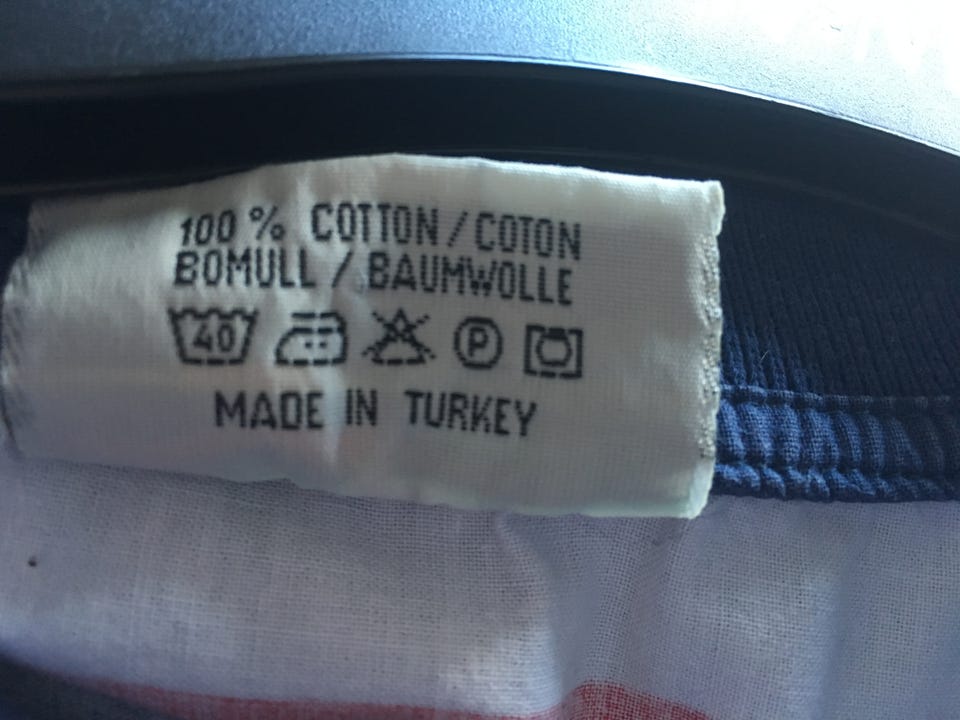 100 % COTTON / COTON
BOMULL / BAUMWOLLE
40 P
MADE IN TURKEY